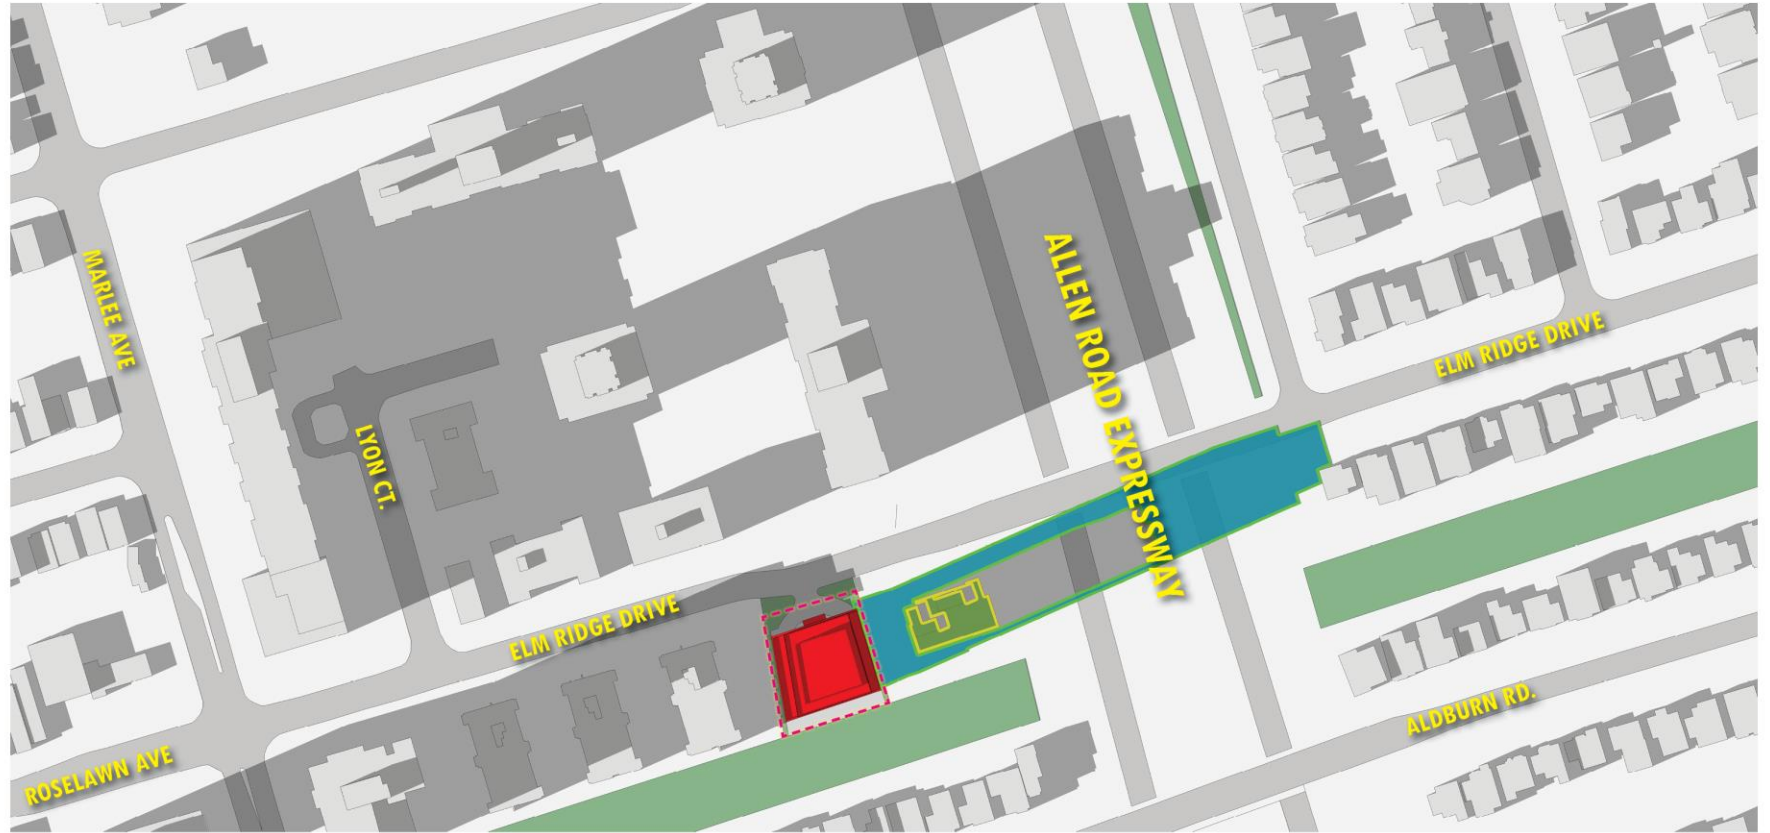 MARLEE AVE
ALLEN ROAD EXPRESSWAY
ELM RIDGE DRIVE
LYON CT.
ELM RIDGE DRIVE
ALDBURN RD.
ROSELAWN AVE